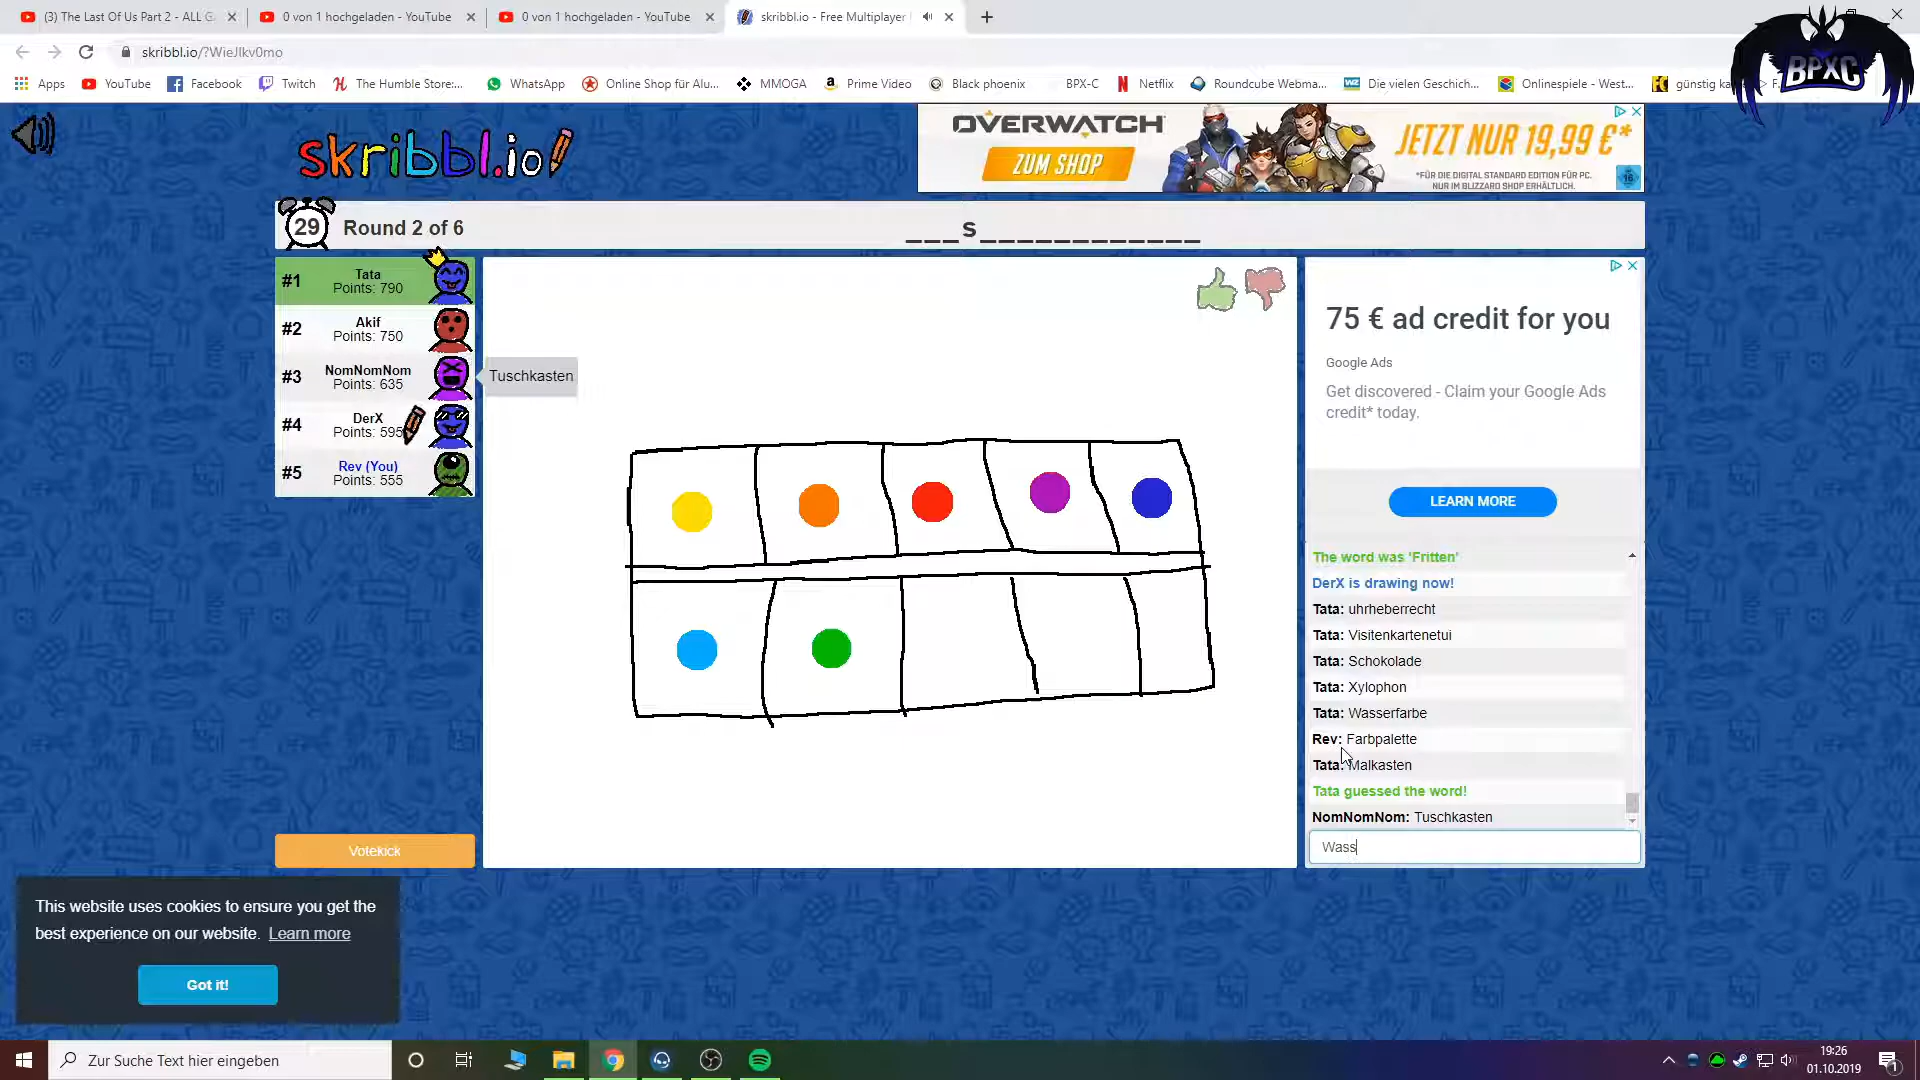 (3) The Last Of Us Part 2 - ALL G
0 von 1 hochgeladen - YouTube
0 von 1 hochgeladen - YouTube
skribbl.io - Free Multiplayer
skribbl.io/?WieJIkv0mo
Apps
YouTube
Facebook
Twitch
The Humble Store:...
WhatsApp
Online Shop für Alu...
MMOGA
Prime Video
Black phoenix
BPX-C
Netflix
Roundcube Webma...
Die vielen Geschich...
Onlinespiele - West...
BPXC
skribbl.io
OVERWATCH
ZUM SHOP
JETZT NUR 19,99 €*
*FÜR DIE DIGITAL STANDARD EDITION FÜR PC.
NUR IM BLIZZARD SHOP ERHÄLTLICH.
16
29
Round 2 of 6
___s____________
#1 Tata
Points: 790
#2 Akif
Points: 750
#3 NomNomNom
Points: 635
#4 DerX
Points: 595
#5 Rev (You)
Points: 555
Tuschkasten
75 € ad credit for you
Google Ads
Get discovered - Claim your Google Ads
credit* today.
LEARN MORE
The word was 'Fritten'
DerX is drawing now!
Tata: uhrheberrecht
Tata: Visitenkartenetui
Tata: Schokolade
Tata: Xylophon
Tata: Wasserfarbe
Rev: Farbpalette
Tata: Malkasten
Tata guessed the word!
NomNomNom: Tuschkasten
Wass
Votekick
This website uses cookies to ensure you get the
best experience on our website. Learn more
Got it!
Zur Suche Text hier eingeben
19:26
01.10.2019
1